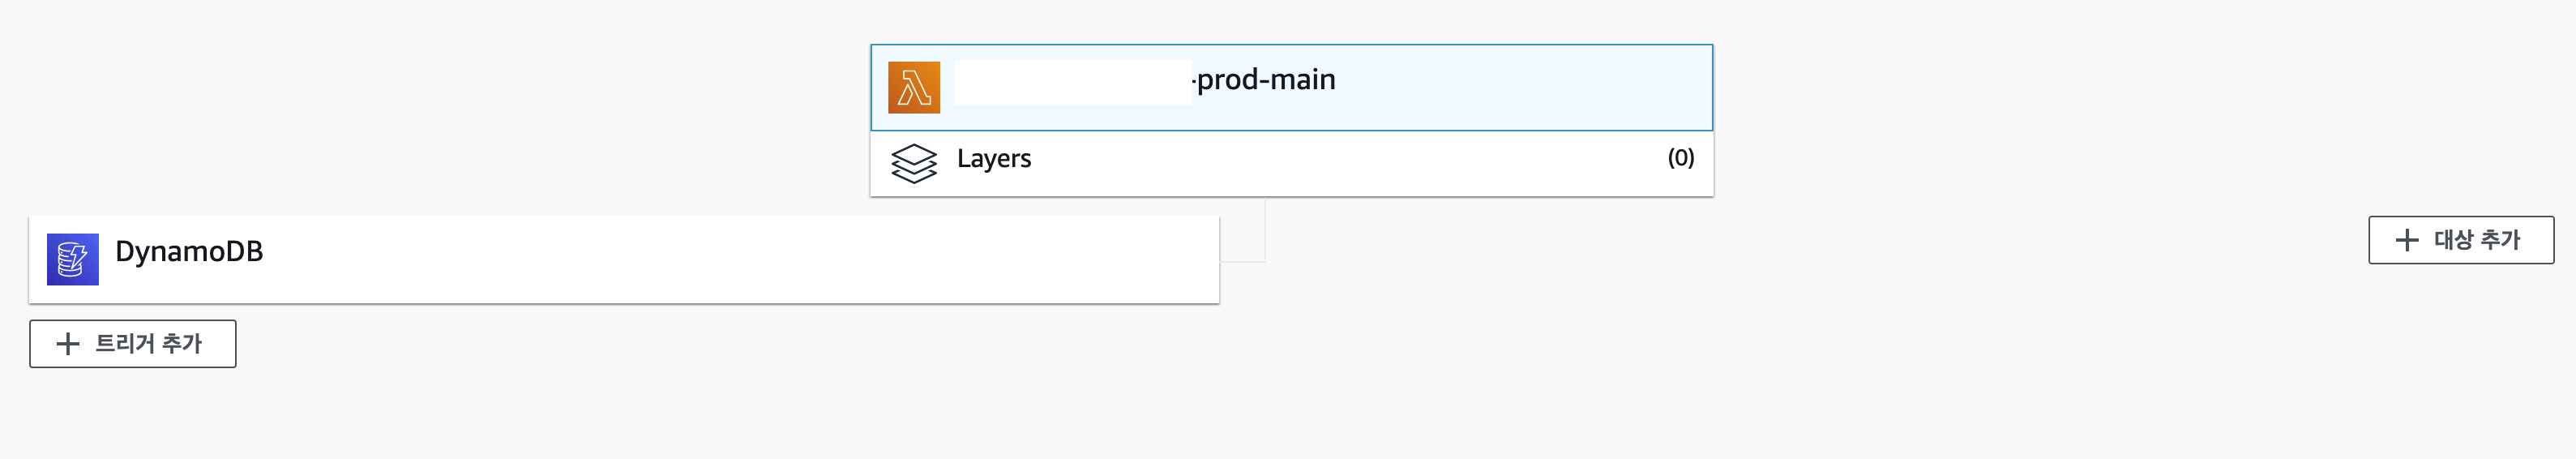 -prod-main
Layers (0)
DynamoDB
대상 추가
트리거 추가